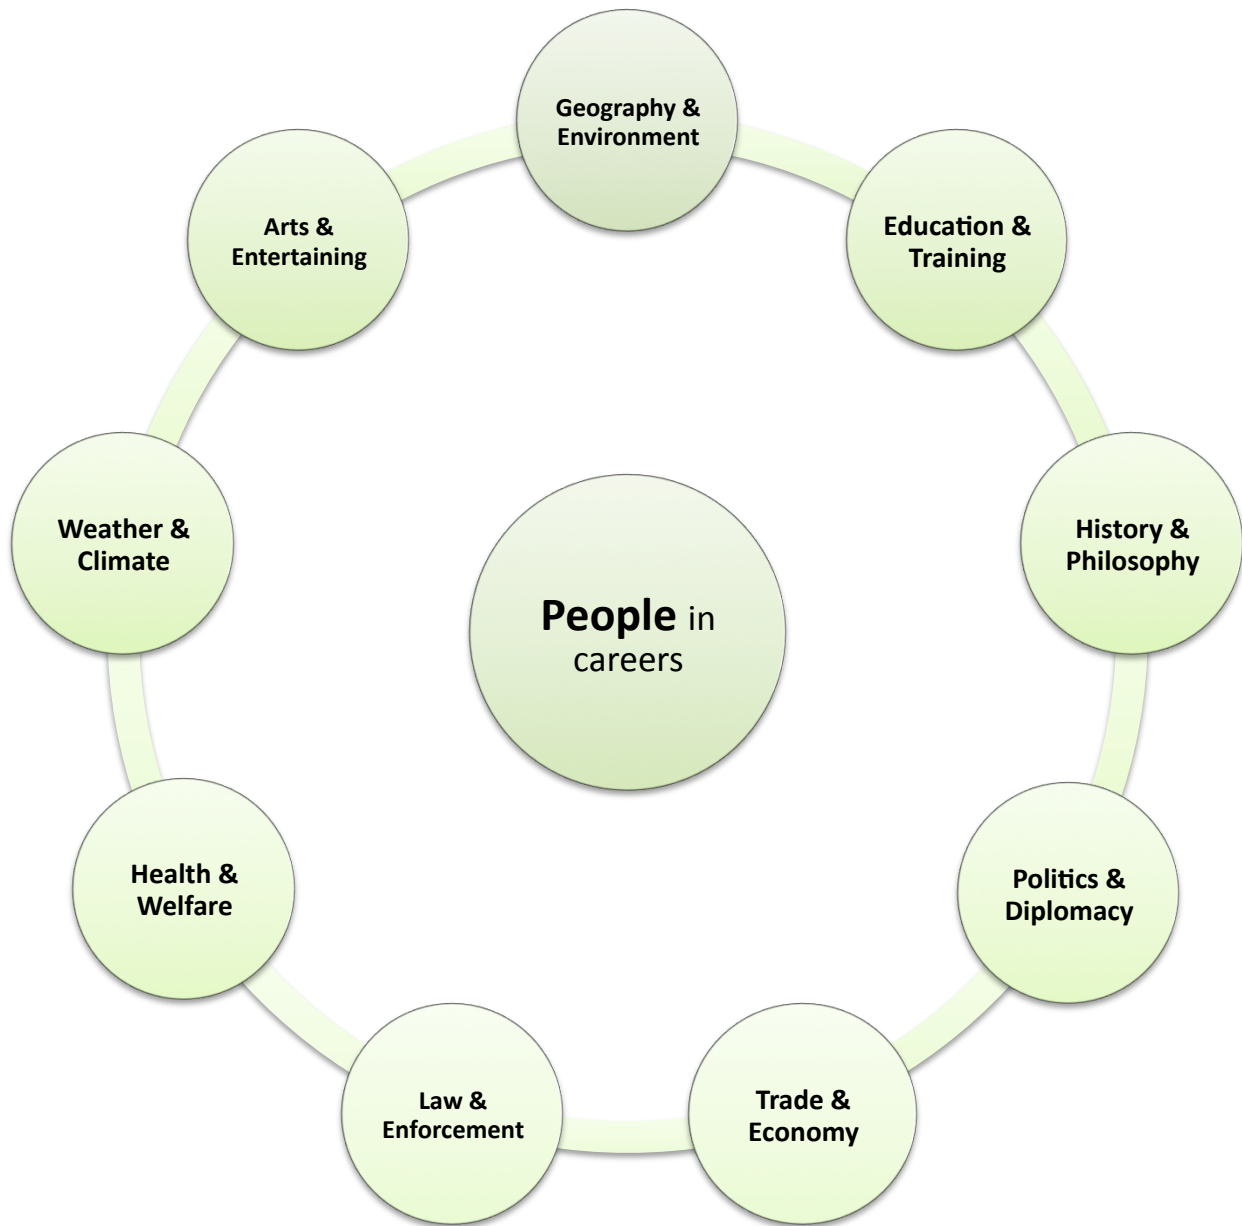 Geography &
Environment
Education &
Training
History &
Philosophy
Politics &
Diplomacy
Trade &
Economy
Law &
Enforcement
Health &
Welfare
Weather &
Climate
Arts &
Entertaining
People in
careers